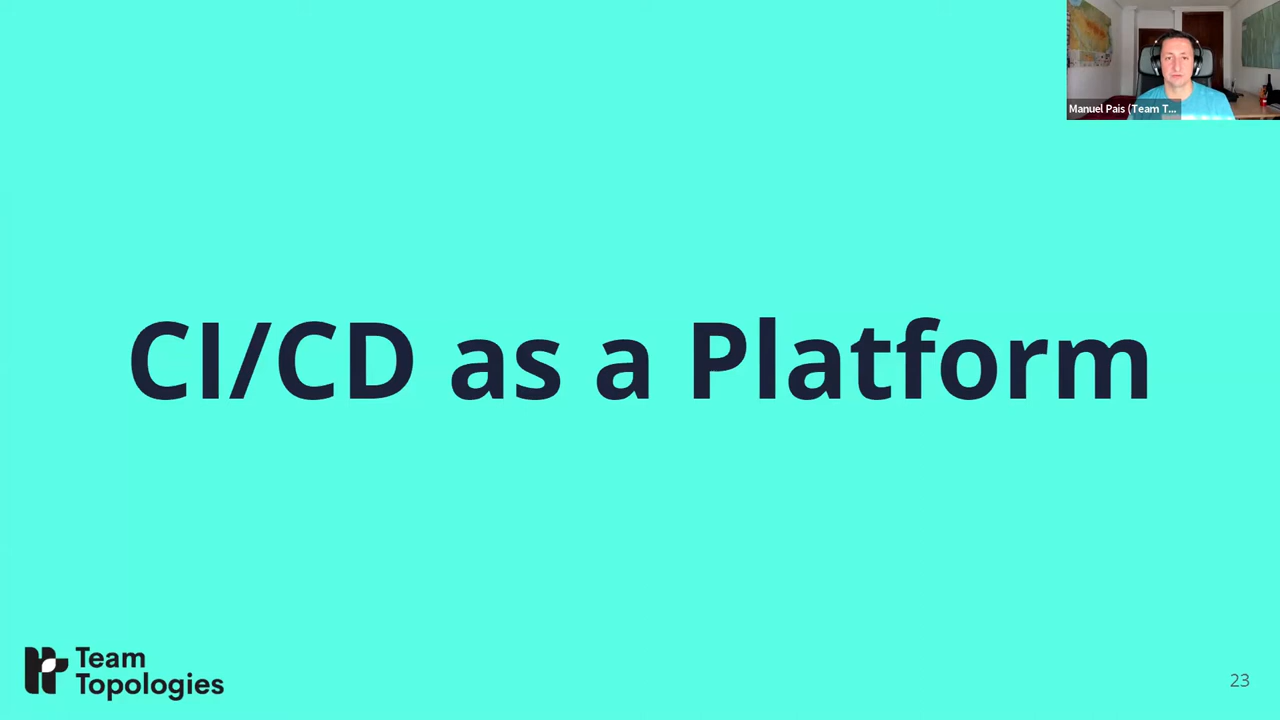 Manuel Pais (Team T...
CI/CD as a Platform
Team
Topologies
23